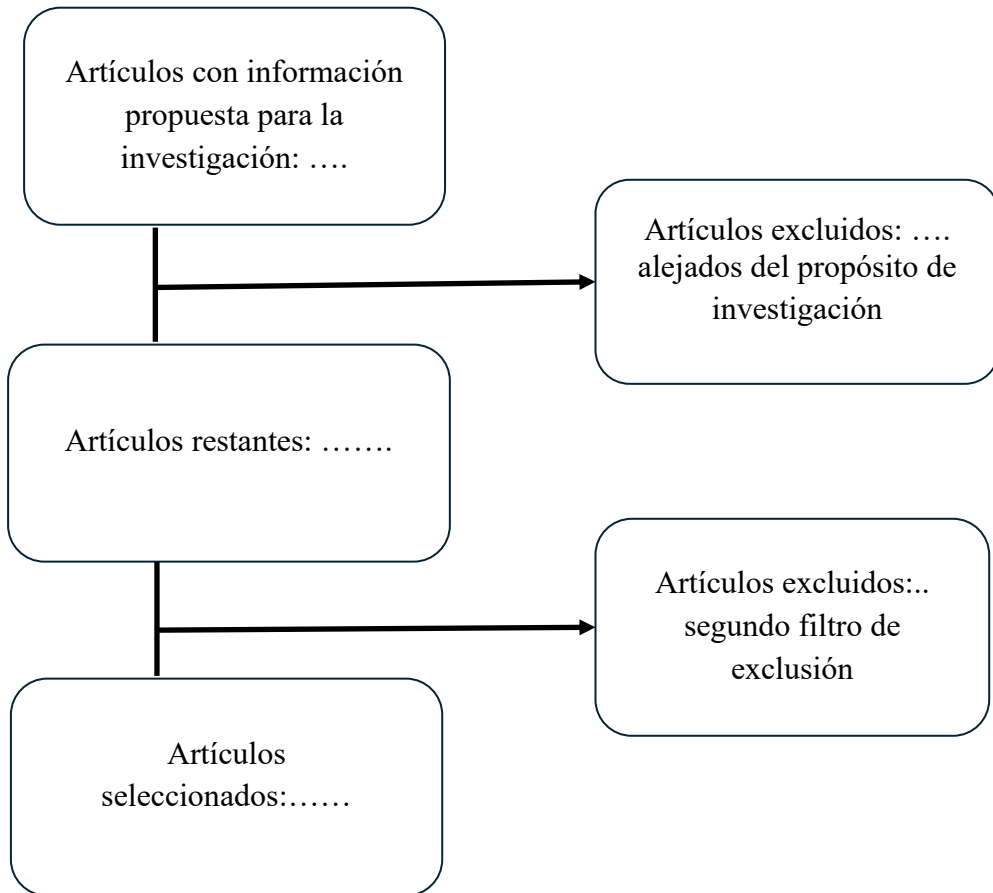 Artículos con información
propuesta para la
investigación: ….
Artículos excluidos: ….
alejados del propósito de
investigación
Artículos restantes: …….
Artículos excluidos:..
segundo filtro de
exclusión
Artículos
seleccionados:……